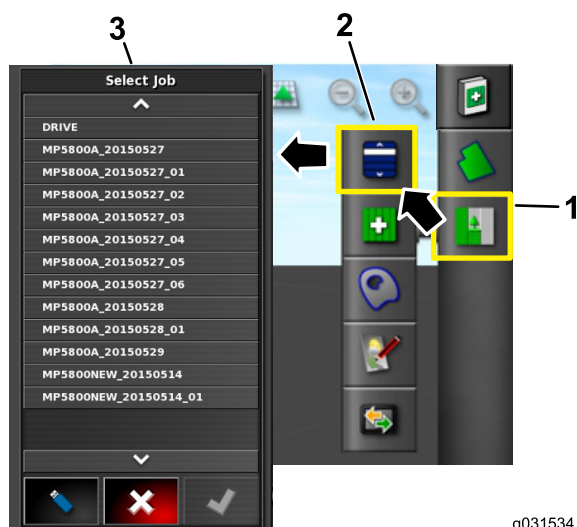 3
2
Select Job
DRIVE
MP5800A_20150527
MP5800A_20150527_01
MP5800A_20150527_02
MP5800A_20150527_03
MP5800A_20150527_04
MP5800A_20150527_05
MP5800A_20150527_06
MP5800A_20150528
MP5800A_20150528_01
MP5800A_20150529
MP5800NEW_20150514
MP5800NEW_20150514_01
1
g031534